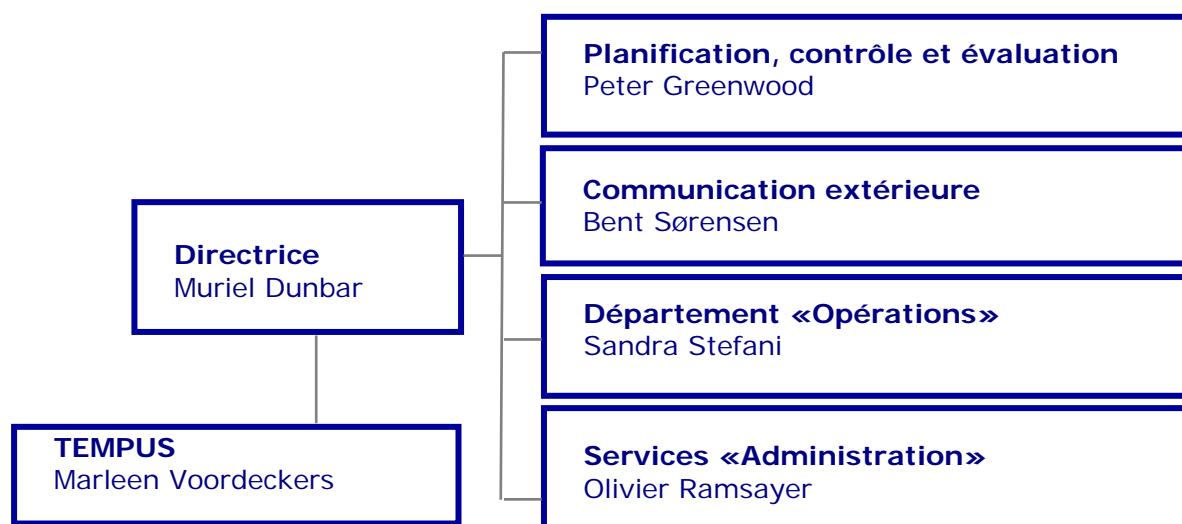 Planification, contrôle et évaluation
Peter Greenwood
Communication extérieure
Bent Sørensen
Directrice
Muriel Dunbar
Département «Opérations»
Sandra Stefani
TEMPUS
Marleen Voordeckers
Services «Administration»
Olivier Ramsayer